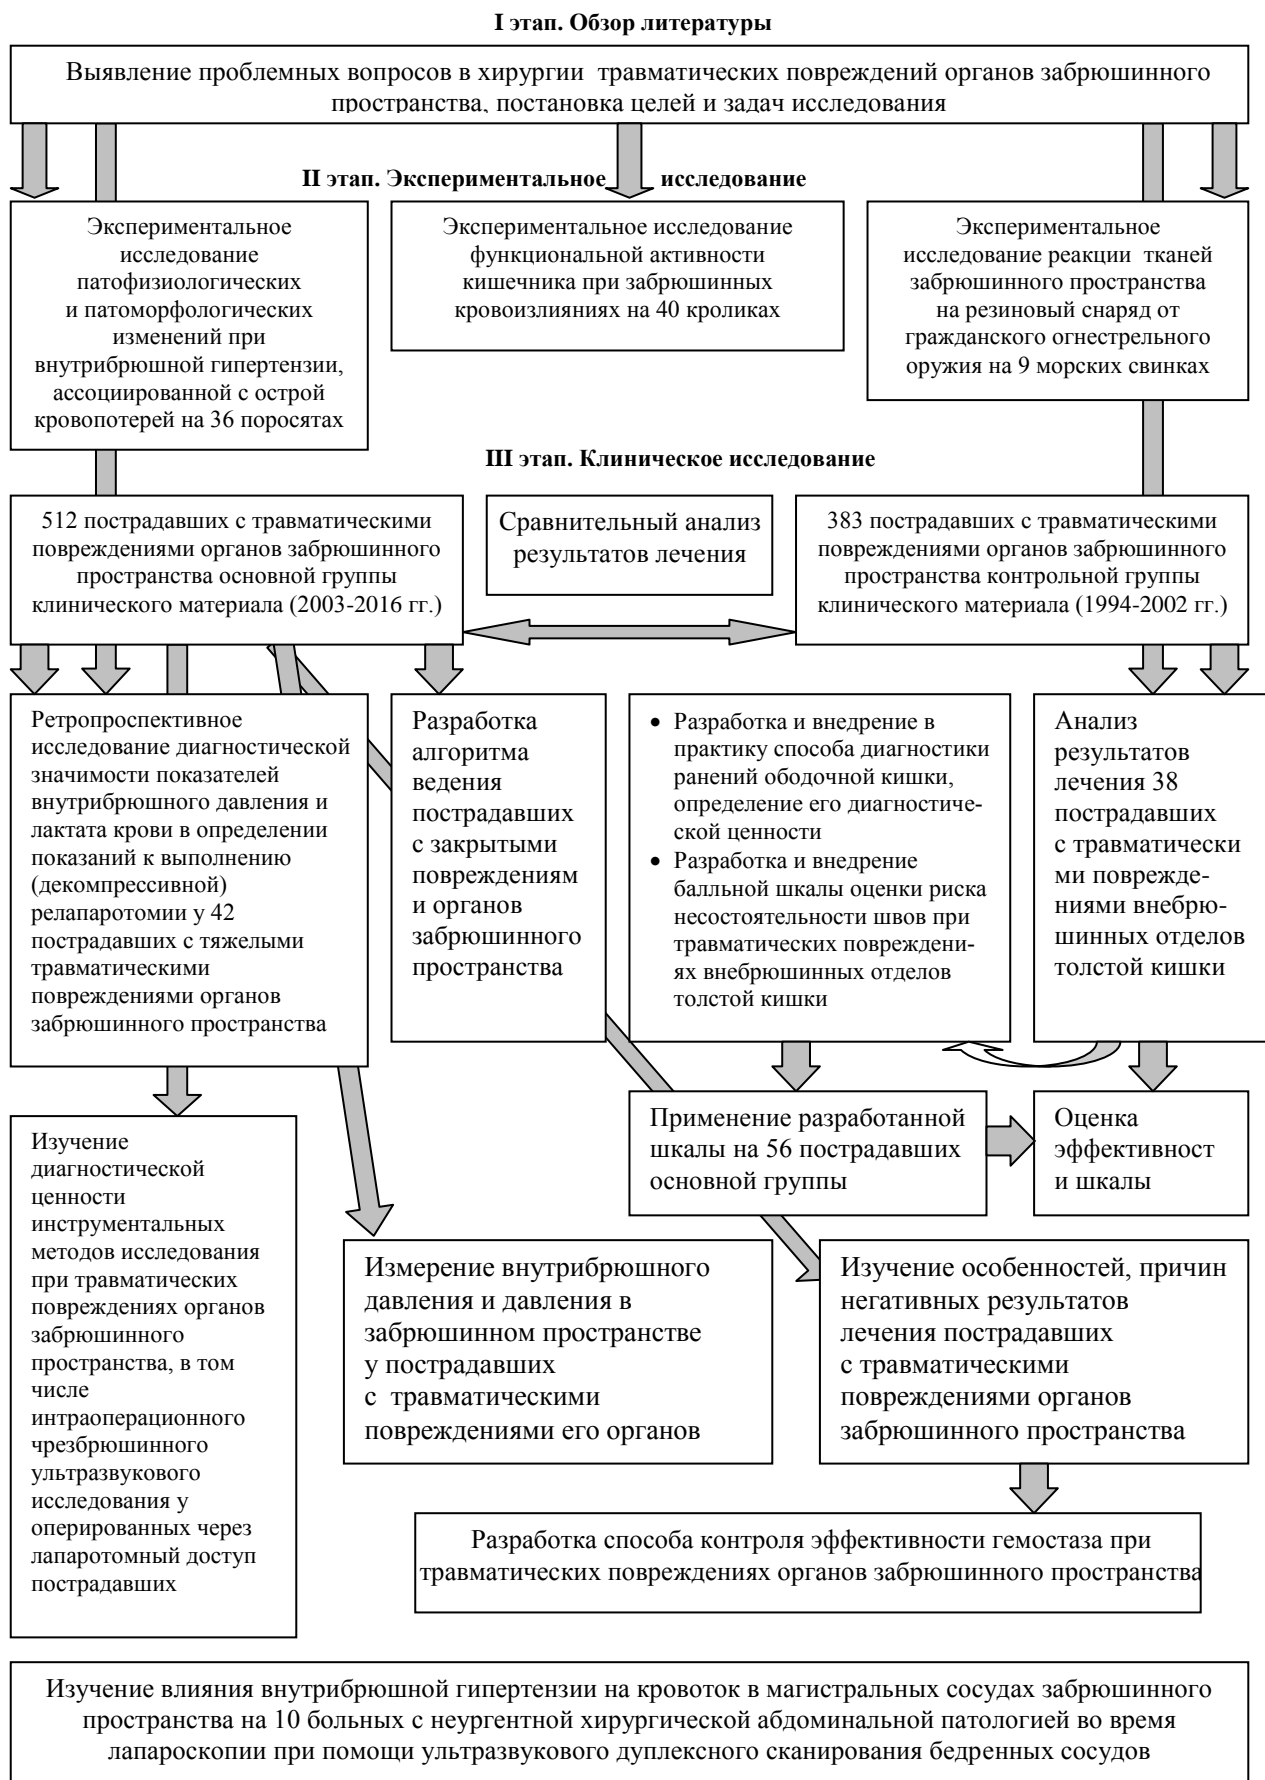 I этап. Обзор литературы
Выявление проблемных вопросов в хирургии травматических повреждений органов забрюшинного
пространства, постановка целей и задач исследования
II этап. Экспериментальное исследование
Экспериментальное
исследование
патофизиологических
и патоморфологических
изменений при
внутрибрюшной гипертензии,
ассоциированной с острой
кровопотерей на 36 поросятах
Экспериментальное исследование
функциональной активности
кишечника при забрюшинных
кровоизлияниях на 40 кроликах
Экспериментальное
исследование реакции тканей
забрюшинного пространства
на резиновый снаряд от
гражданского огнестрельного
оружия на 9 морских свинках
III этап. Клиническое исследование
512 пострадавших с травматическими
повреждениями органов забрюшинного
пространства основной группы
клинического материала (2003-2016 гг.)
Сравнительный анализ
результатов лечения
383 пострадавших с травматическими
повреждениями органов забрюшинного
пространства контрольной группы
клинического материала (1994-2002 гг.)
Ретропроспективное
исследование диагностической
значимости показателей
внутрибрюшного давления и
лактата крови в определении
показаний к выполнению
(декомпрессивной)
релапаротомии у 42
пострадавших с тяжелыми
травматическими
повреждениями органов
забрюшинного пространства
Разработка
алгоритма
ведения
пострадавших
с закрытыми
повреждениям
и органов
забрюшинного
пространства
• Разработка и внедрение в
практику способа диагностики
ранений ободочной кишки,
определение его диагностиче-
ской ценности
• Разработка и внедрение
балльной шкалы оценки риска
несостоятельности швов при
травматических повреждени-
ях внебрюшинных отделов
толстой кишки
Анализ
результатов
лечения 38
пострадавших
с травматически
ми поврежде-
ниями внебрю-
шинных отделов
толстой кишки
Применение разработанной
шкалы на 56 пострадавших
основной группы
Оценка
эффективност
и шкалы
Изучение
диагностической
ценности
инструментальных
методов исследования
при травматических
повреждениях органов
забрюшинного
пространства, в том
числе
интраоперационного
чрезбрюшинного
ультразвукового
исследования у
оперированных через
лапаротомный доступ
пострадавших
Измерение внутрибрюшного
давления и давления в
забрюшинном пространстве
у пострадавших
с травматическими
повреждениями его органов
Изучение особенностей, причин
негативных результатов
лечения пострадавших
с травматическими
повреждениями органов
забрюшинного пространства
Разработка способа контроля эффективности гемостаза при
травматических повреждениях органов забрюшинного пространства
Изучение влияния внутрибрюшной гипертензии на кровоток в магистральных сосудах забрюшинного
пространства на 10 больных с неургентной хирургической абдоминальной патологией во время
лапароскопии при помощи ультразвукового дуплексного сканирования бедренных сосудов